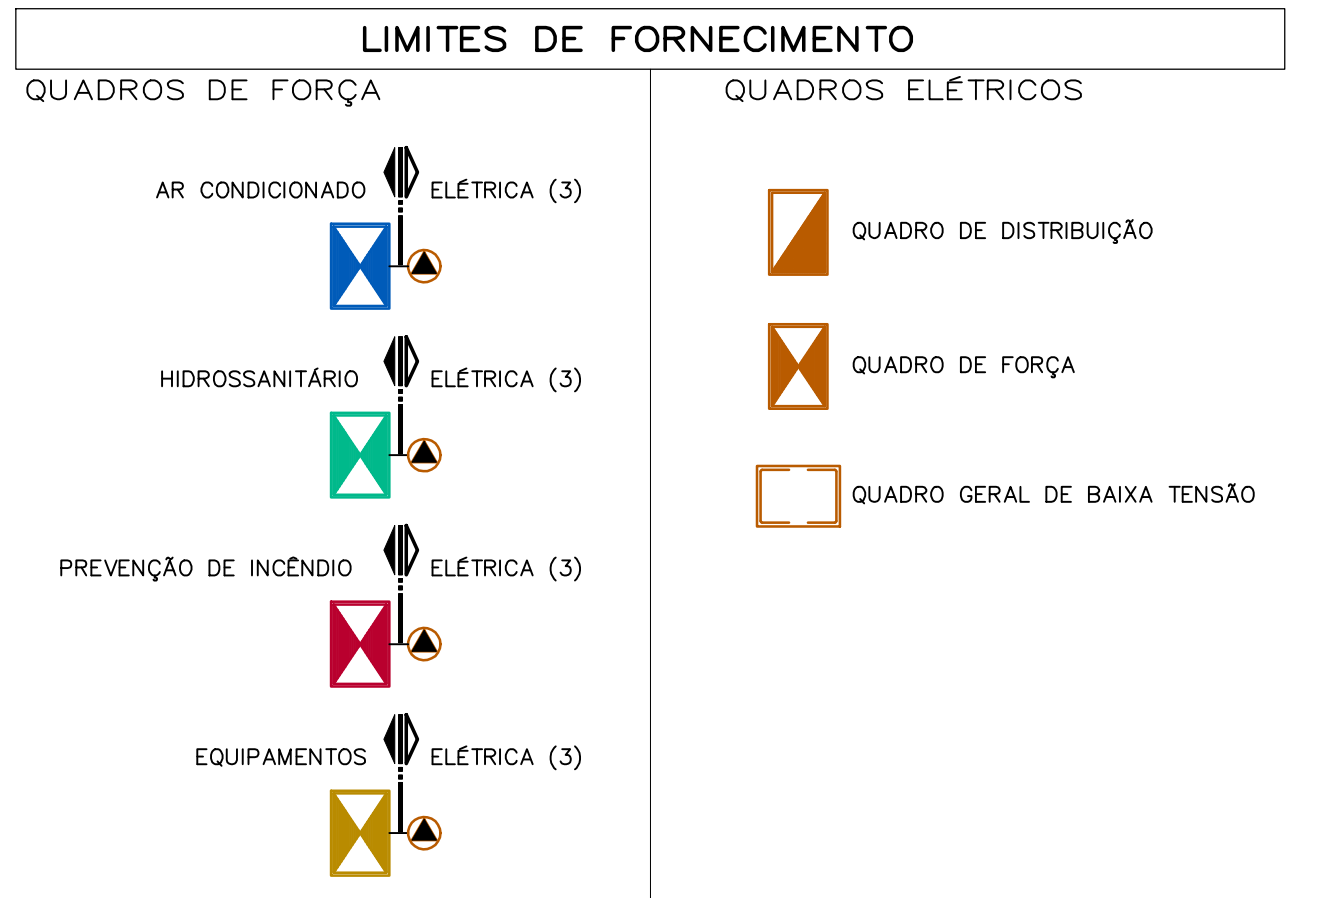 LIMITES DE FORNECIMENTO
QUADROS DE FORÇA
AR CONDICIONADO ELÉTRICA (3)
HIDROSSANITÁRIO ELÉTRICA (3)
PREVENÇÃO DE INCÊNDIO ELÉTRICA (3)
EQUIPAMENTOS ELÉTRICA (3)
QUADROS ELÉTRICOS
QUADRO DE DISTRIBUIÇÃO
QUADRO DE FORÇA
QUADRO GERAL DE BAIXA TENSÃO